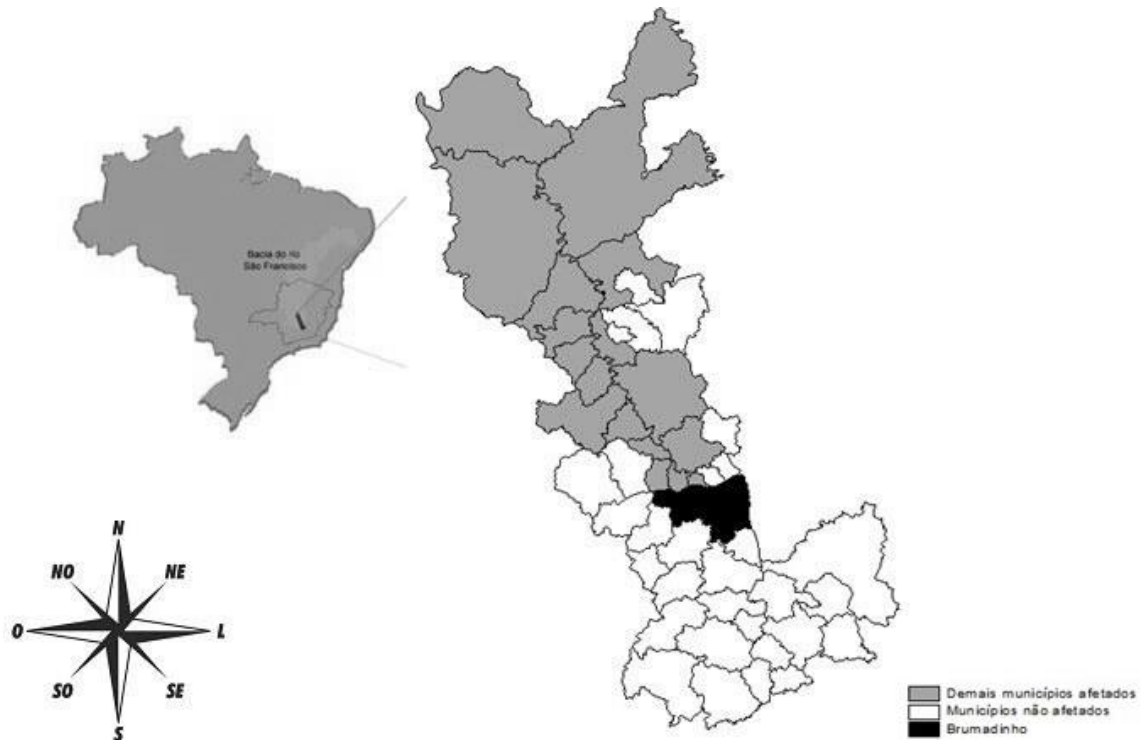 Bacia do rio
São Francisco
N
NO
NE
O
L
SO
SE
S
Demais municípios afetados
Municípios não afetados
Brumadinho